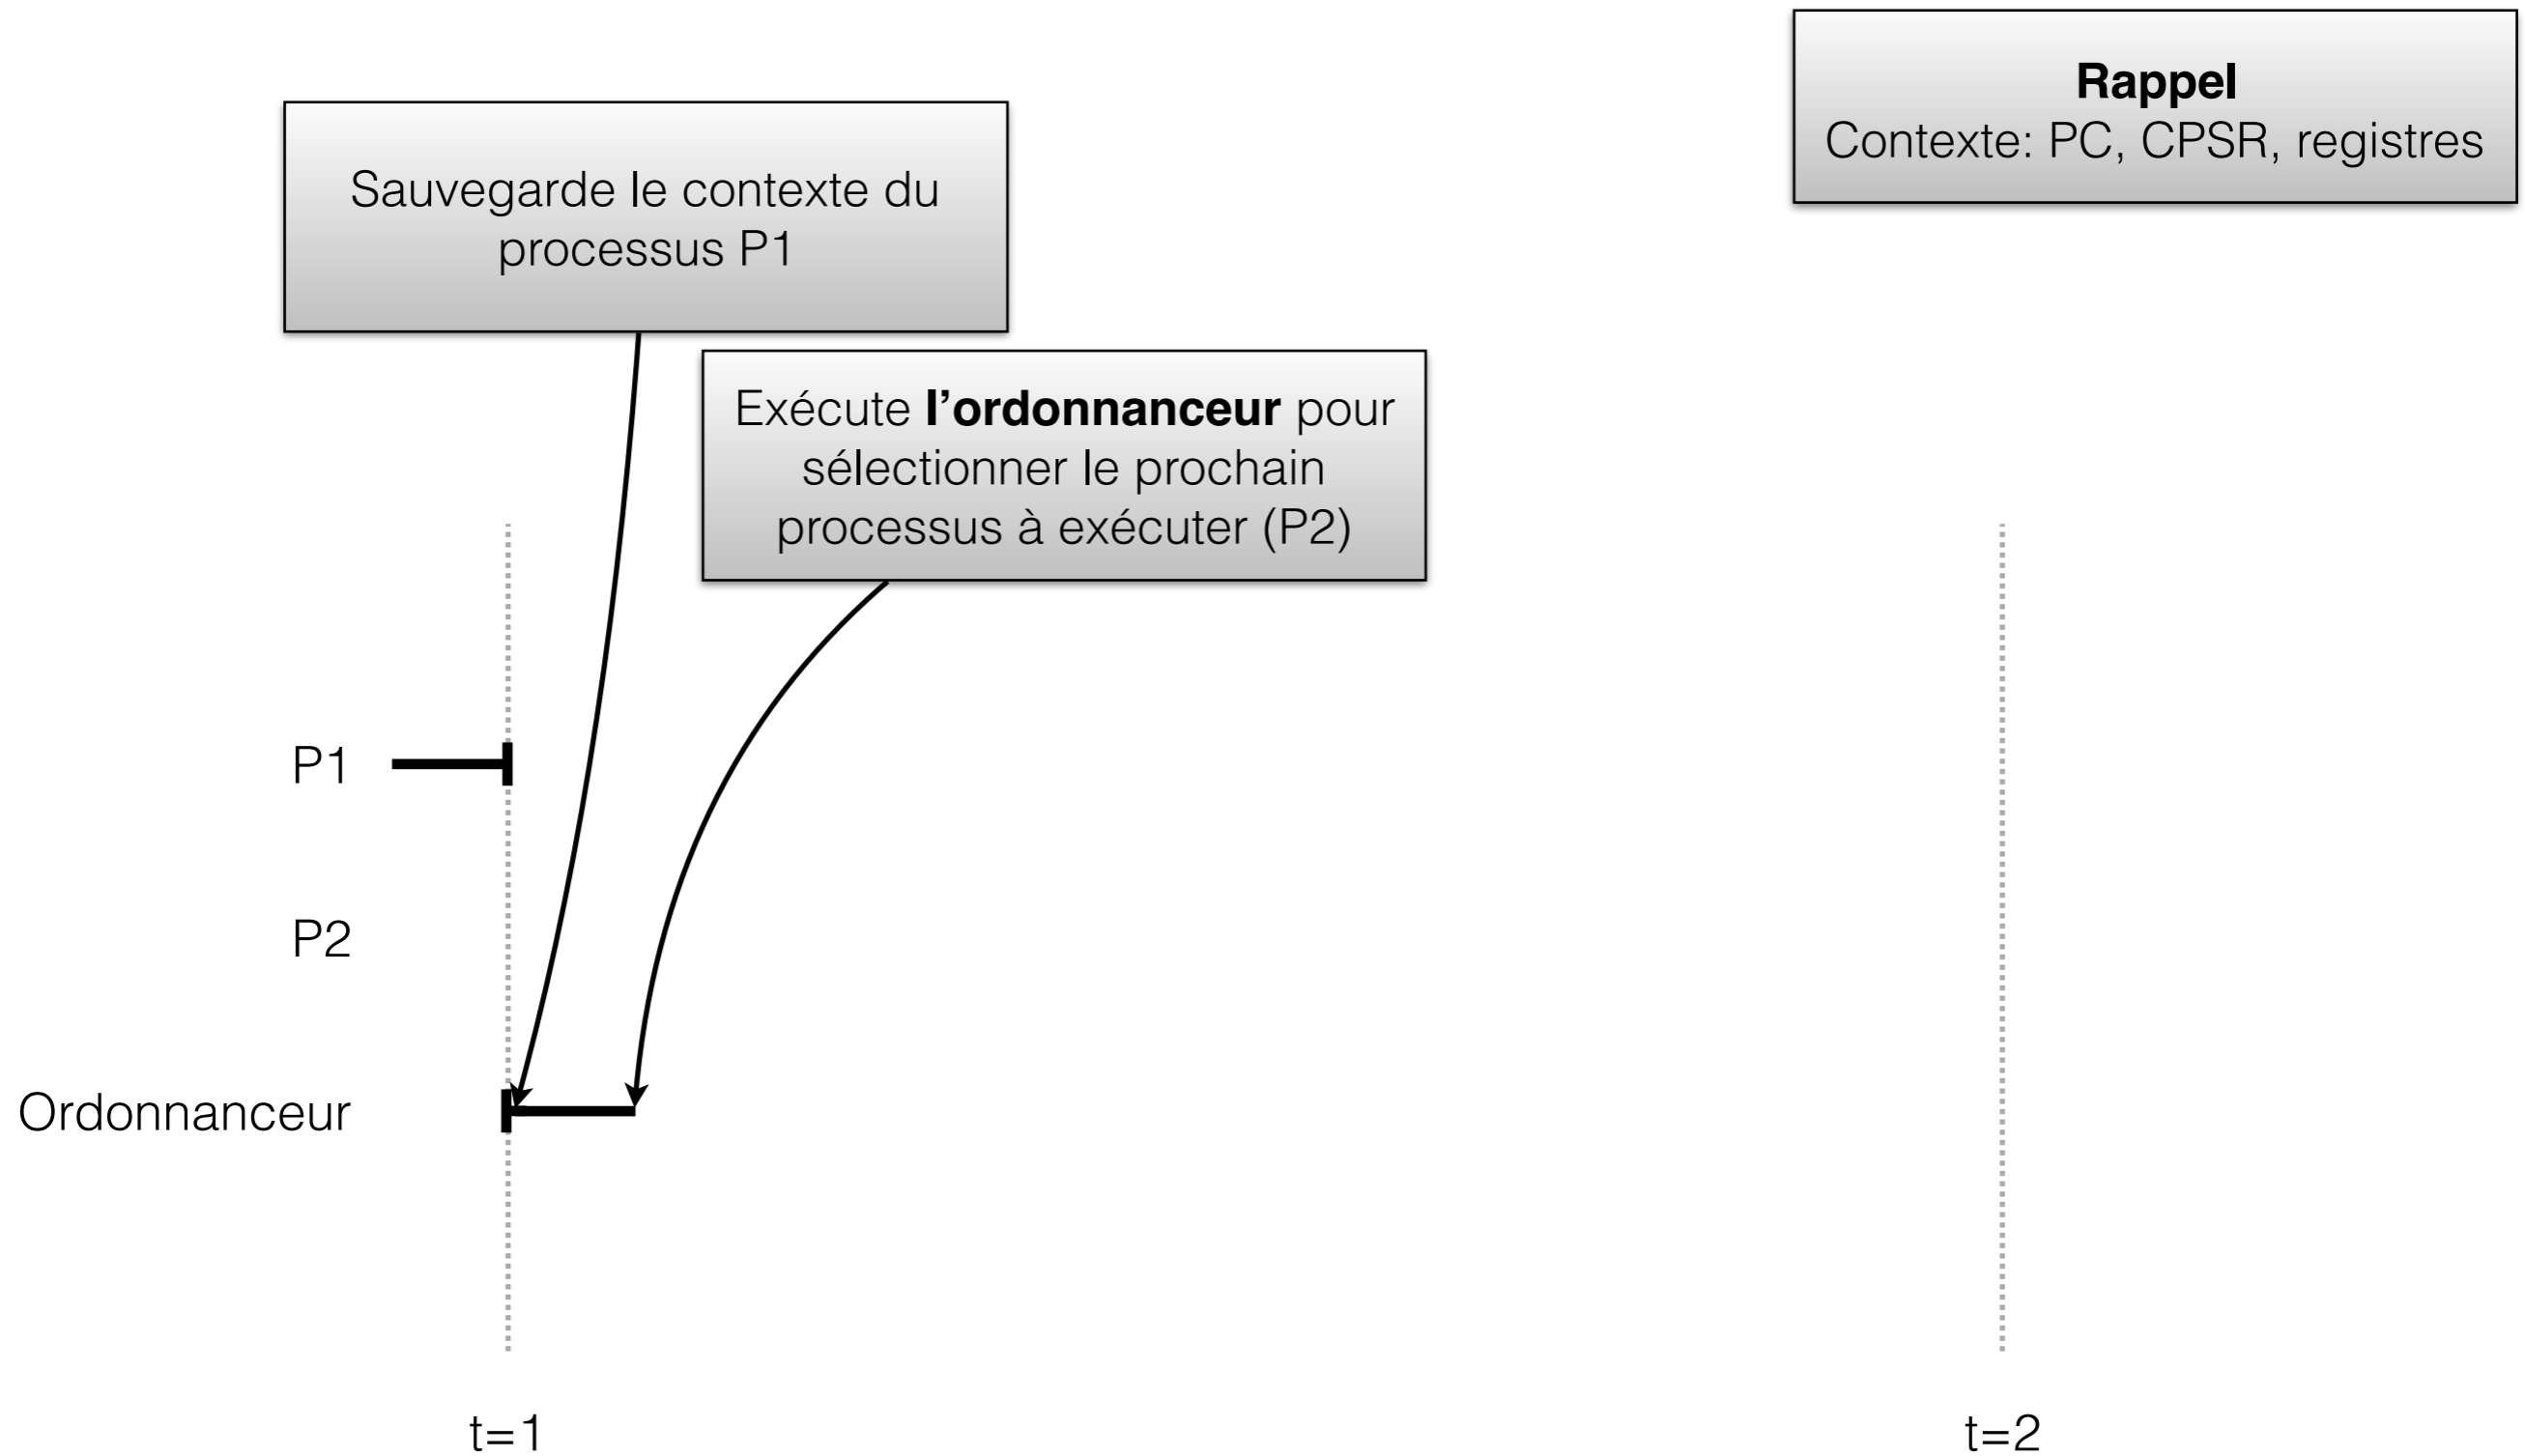 Rappel
Contexte: PC, CPSR, registres
Sauvegarde le contexte du
processus P1
Exécute l’ordonnanceur pour
sélectionner le prochain
processus à exécuter (P2)
P1
P2
Ordonnanceur
t=1
t=2